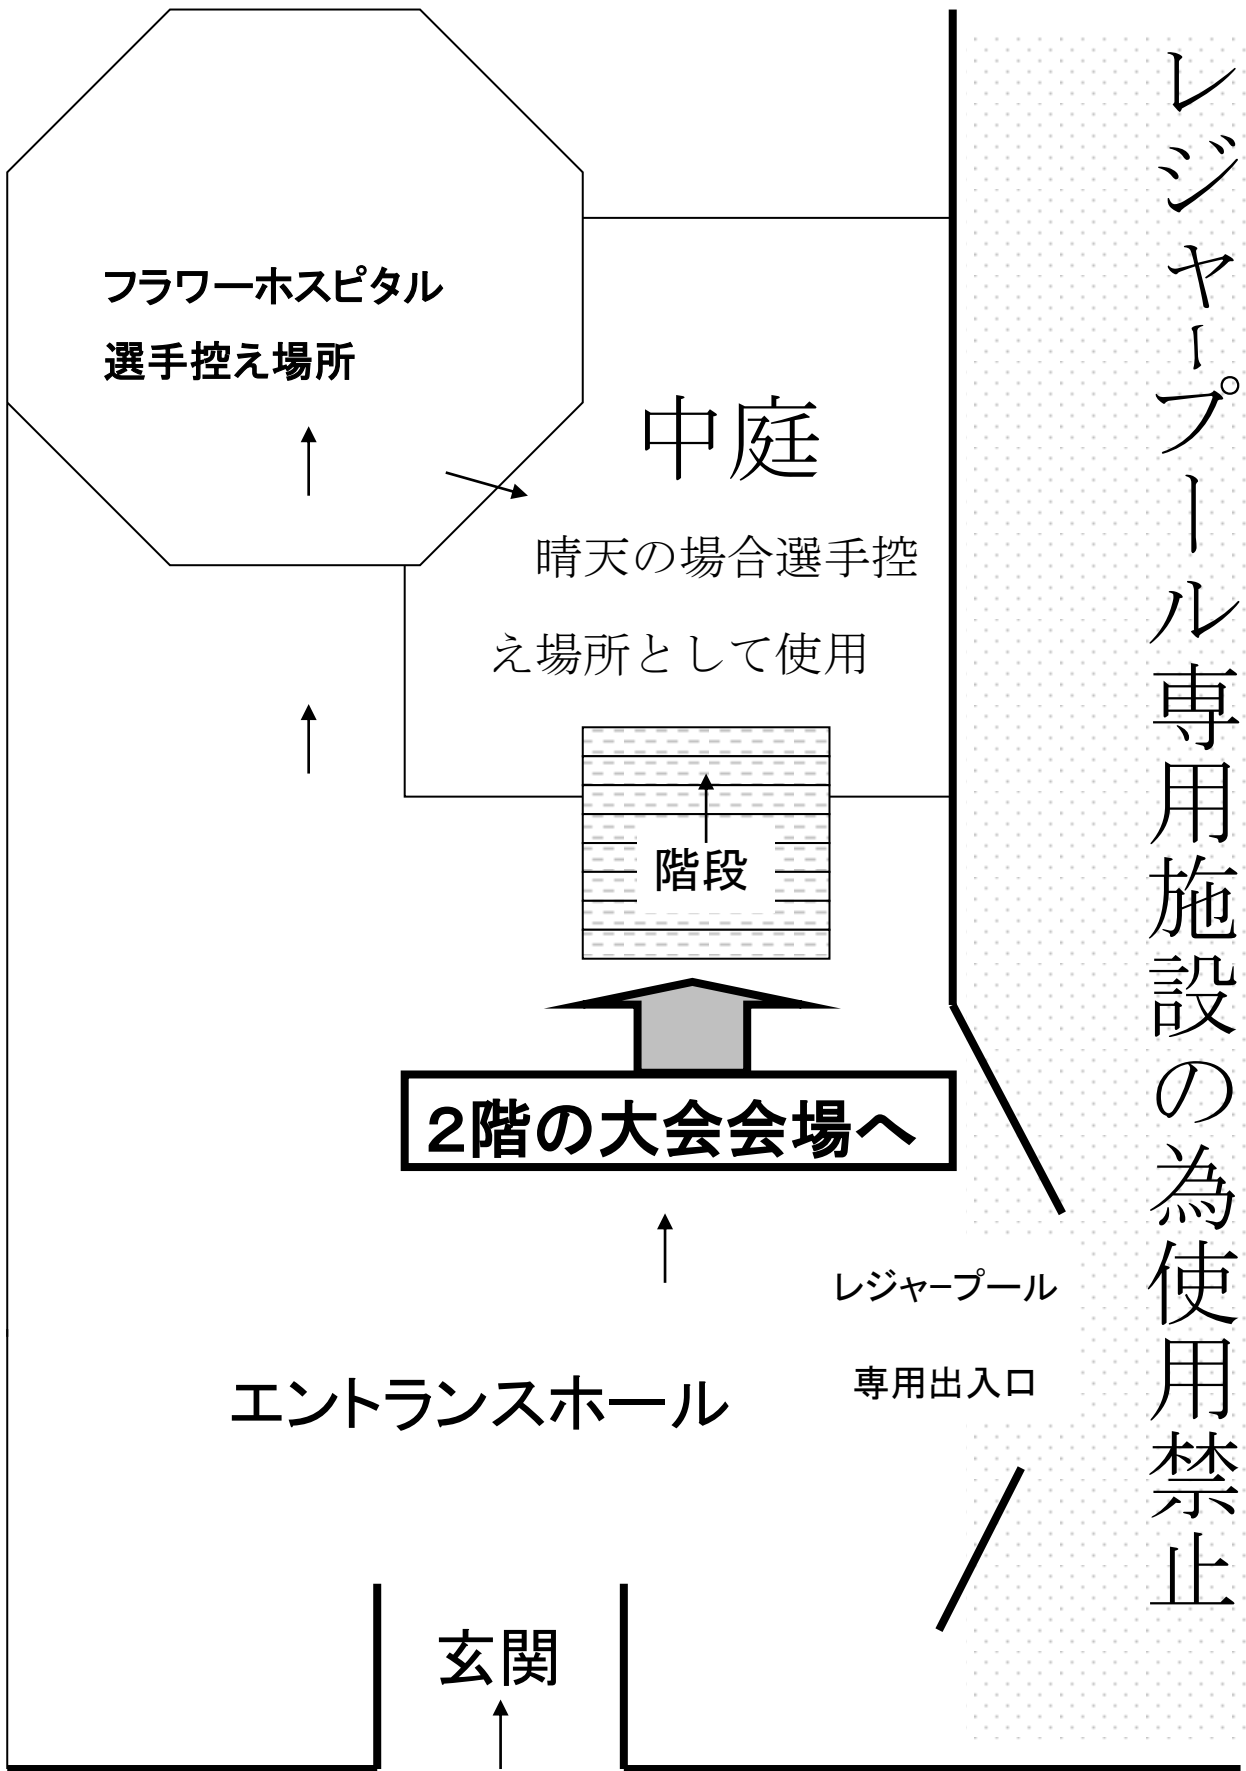 フラワーホスピタル
選手控え場所
中庭
晴天の場合選手控
え場所として使用
階段
2階の大会会場へ
レジャープール
専用出入口
エントランスホール
玄関
レジャープール専用施設の為使用禁止